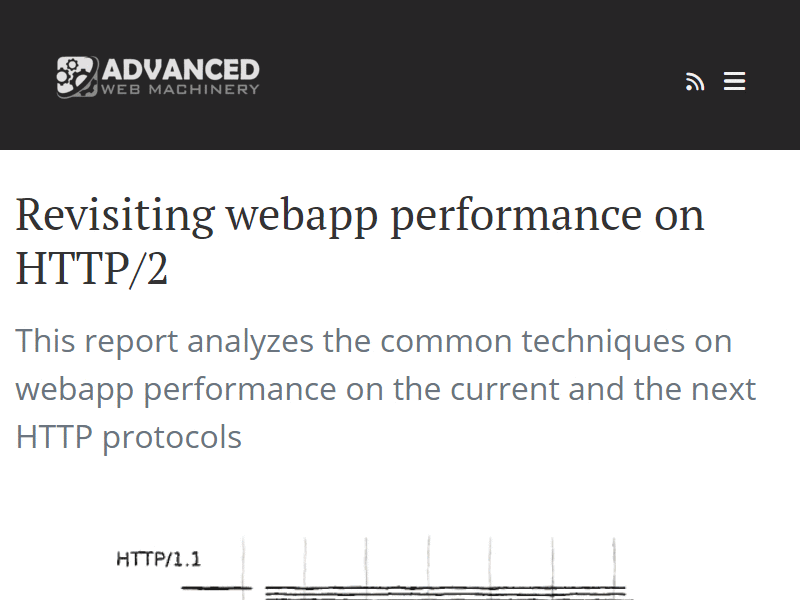 ADVANCED
WEB MACHINERY
Revisiting webapp performance on
HTTP/2
This report analyzes the common techniques on
webapp performance on the current and the next
HTTP protocols
HTTP/1.1